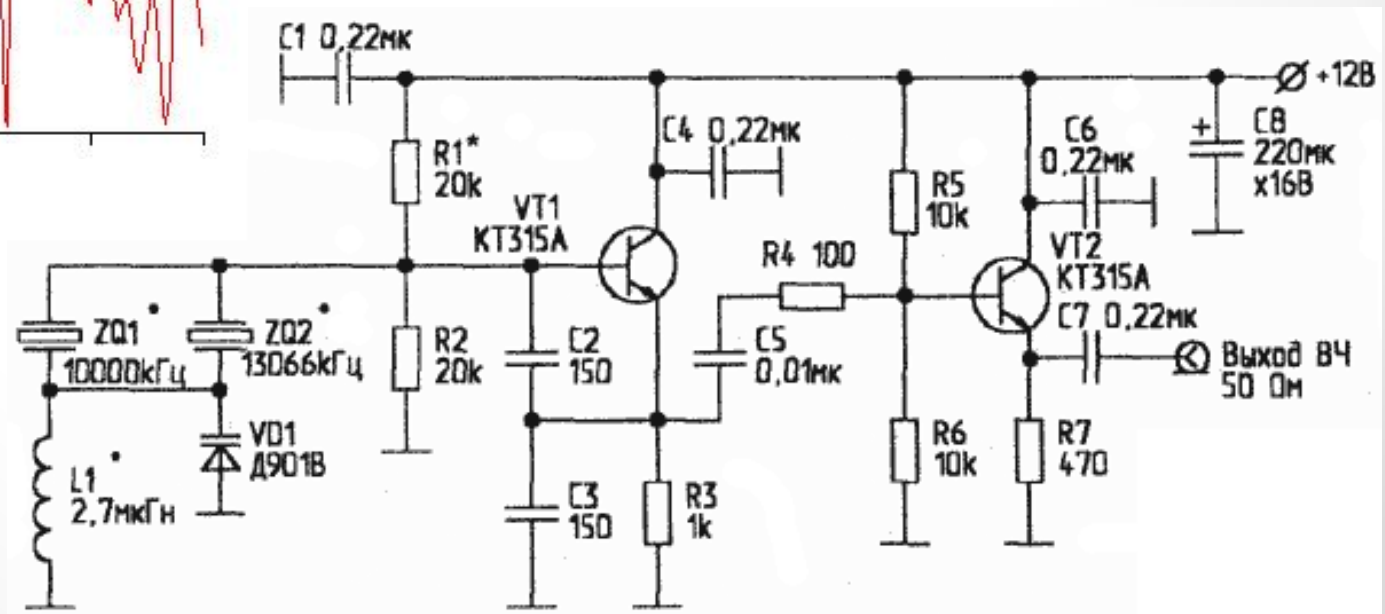 C1 0,22мк
+12В
R1*
20k
C4 0,22мк
C6
0,22мк
+ C8
220мк
х16В
VT1
КТ315А
R5
10k
VT2
КТ315А
R4 100
C7 0,22мк
ZQ1
10000кГц
ZQ2
13066кГц
R2
20k
C2
150
C5
0,01мк
Выход ВЧ
50 Ом
VD1
Д901В
L1
2,7мкГн
C3
150
R3
1k
R6
10k
R7
470